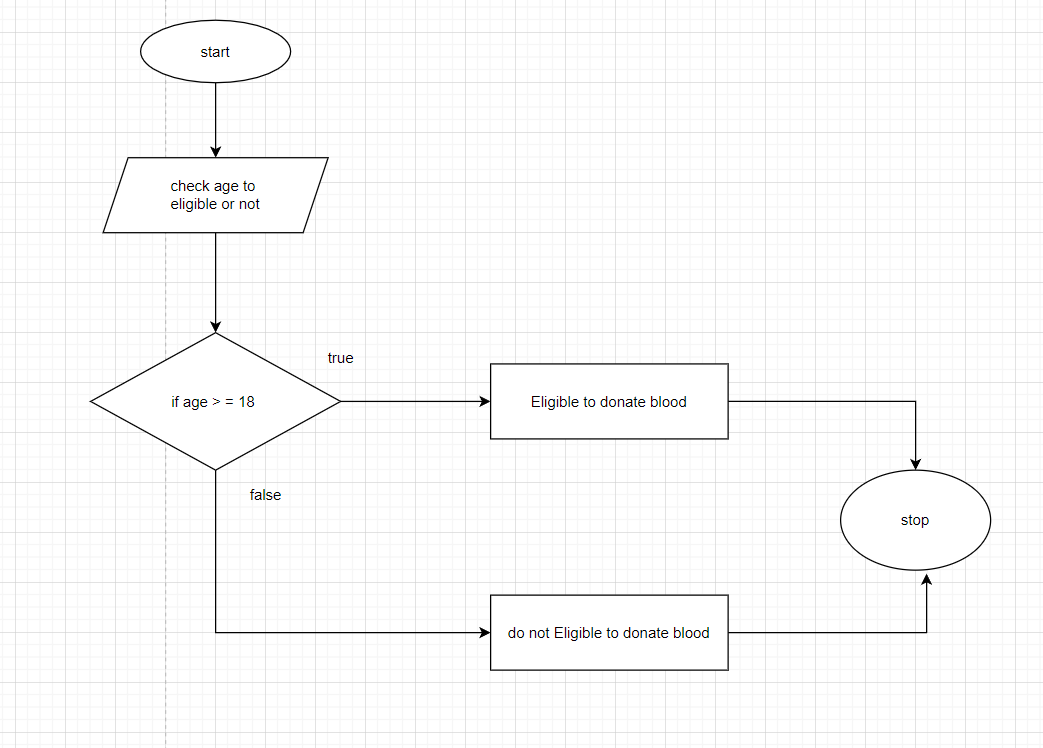 start
check age to
eligible or not
true
if age > = 18
Eligible to donate blood
false
stop
do not Eligible to donate blood